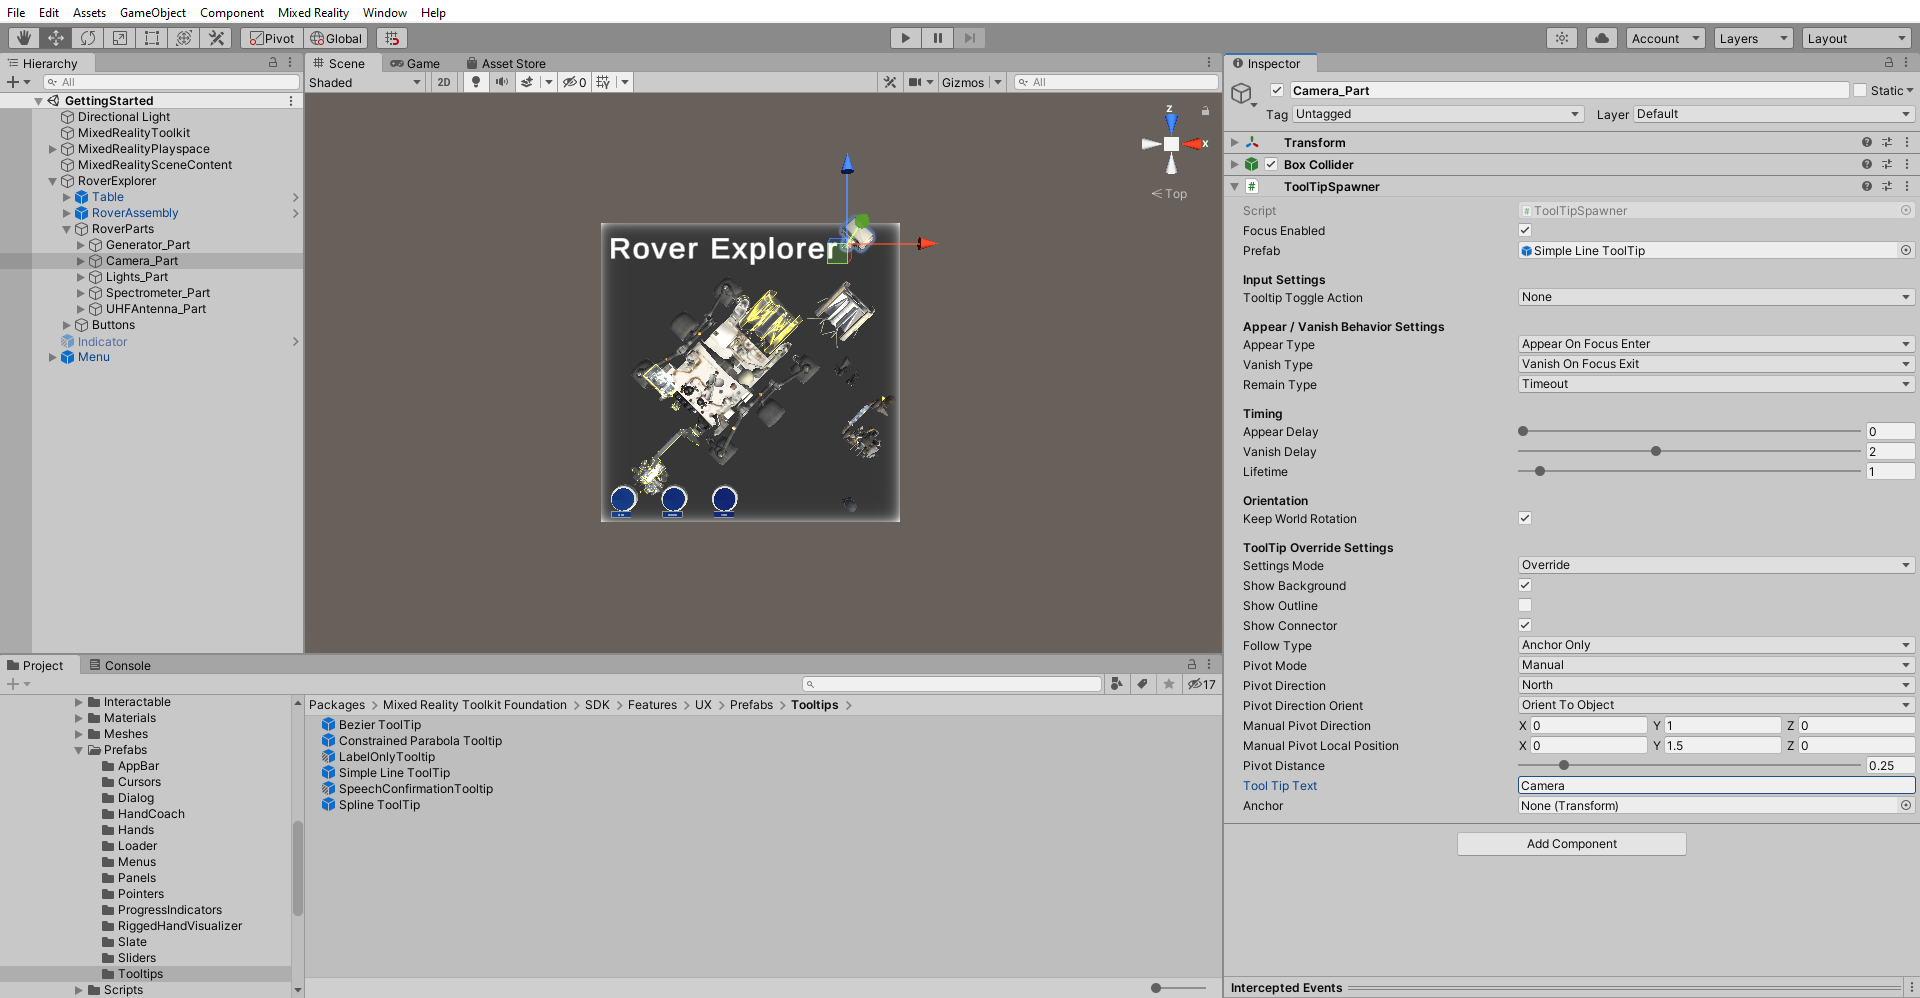 File Edit Assets GameObject Component Mixed Reality Window Help
Pivot Global Account Layers Layout
Hierarchy
All
GettingStarted
Directional Light
MixedRealityToolkit
MixedRealityPlayspace
MixedRealitySceneContent
RoverExplorer
Table
RoverAssembly
RoverParts
Generator_Part
Camera_Part
Lights_Part
Spectrometer_Part
UHFAntenna_Part
Buttons
Indicator
Menu
Scene Game Asset Store
Shaded 2D 0 Gizmos All
z
x
Top
Rover Explorer
Inspector
Camera_Part Static
Tag Untagged Layer Default
Transform
Box Collider
# ToolTipSpawner
Script # ToolTipSpawner
Focus Enabled
Prefab Simple Line ToolTip
Input Settings
Tooltip Toggle Action None
Appear / Vanish Behavior Settings
Appear Type Appear On Focus Enter
Vanish Type Vanish On Focus Exit
Remain Type Timeout
Timing
Appear Delay 0
Vanish Delay 2
Lifetime 1
Orientation
Keep World Rotation
ToolTip Override Settings
Settings Mode Override
Show Background
Show Outline
Show Connector
Follow Type Anchor Only
Pivot Mode Manual
Pivot Direction North
Pivot Direction Orient Orient To Object
Manual Pivot Direction X 0 Y 1 Z 0
Manual Pivot Local Position X 0 Y 1.5 Z 0
Pivot Distance 0.25
Tool Tip Text Camera
Anchor None (Transform)
Add Component
Intercepted Events
Project Console
17
Interactable
Materials
Meshes
Prefabs
AppBar
Cursors
Dialog
HandCoach
Hands
Loader
Menus
Panels
Pointers
ProgressIndicators
RiggedHandVisualizer
Slate
Sliders
Tooltips
Scripts
Packages > Mixed Reality Toolkit Foundation > SDK > Features > UX > Prefabs > Tooltips >
Bezier ToolTip
Constrained Parabola Tooltip
LabelOnlyTooltip
Simple Line ToolTip
SpeechConfirmationTooltip
Spline ToolTip